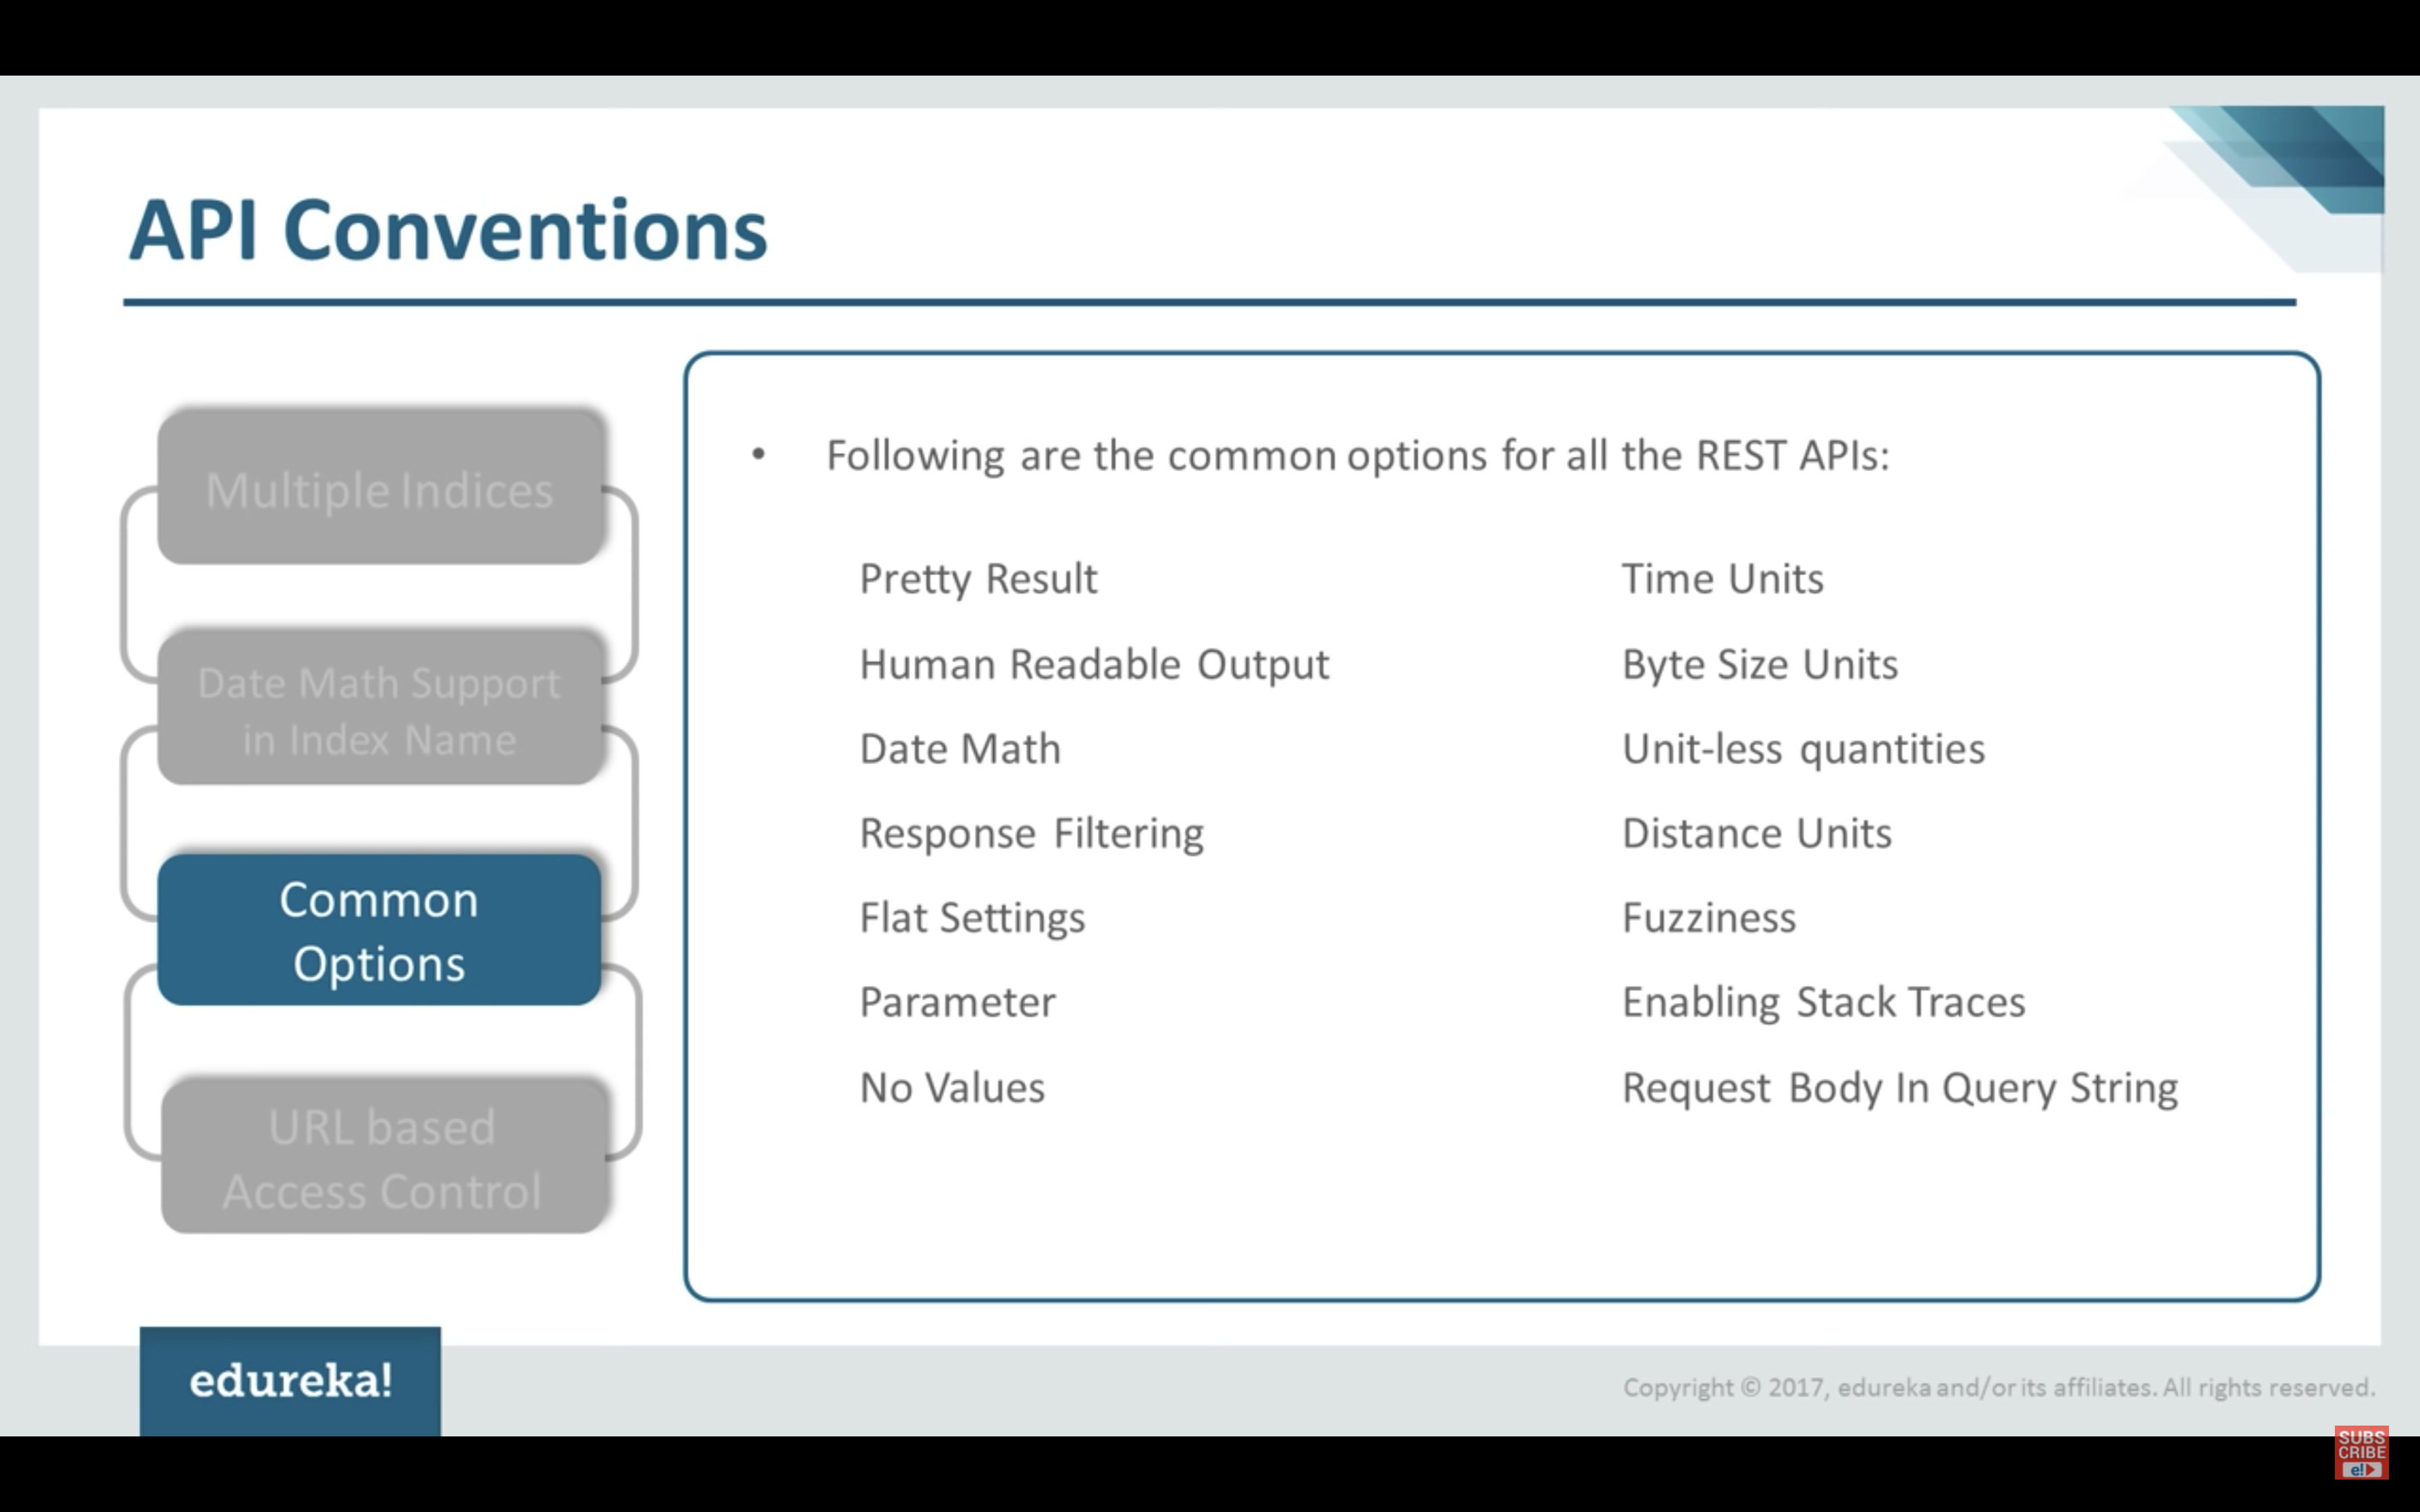 API Conventions
Multiple Indices
Date Math Support
in Index Name
Common
Options
URL based
Access Control
• Following are the common options for all the REST APIs:
Pretty Result
Human Readable Output
Date Math
Response Filtering
Flat Settings
Parameter
No Values
Time Units
Byte Size Units
Unit-less quantities
Distance Units
Fuzziness
Enabling Stack Traces
Request Body In Query String
edureka!
Copyright © 2017, edureka and/or its affiliates. All rights reserved.
SUBS
CRIBE
e!